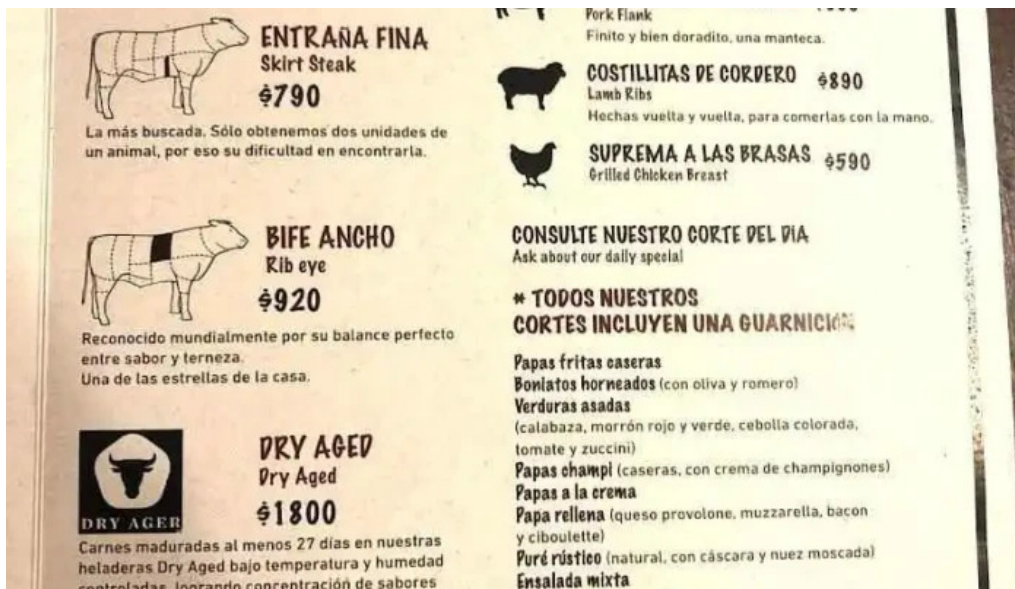 ENTRAÑA FINA
Skirt Steak
$790
La más buscada. Sólo obtenemos dos unidades de
un animal, por eso su dificultad en encontrarla.
BIFE ANCHO
Rib eye
$920
Reconocido mundialmente por su balance perfecto
entre sabor y terneza.
Una de las estrellas de la casa.
DRY AGER
DRY AGED
Dry Aged
$1800
Carnes maduradas al menos 27 días en nuestras
heladeras Dry Aged bajo temperatura y humedad
controladas, logrando concentración de sabores
Pork Flank
Finito y bien doradito, una manteca.
COSTILLITAS DE CORDERO $890
Lamb Ribs
Hechas vuelta y vuelta, para comerlas con la mano.
SUPREMA A LAS BRASAS $590
Grilled Chicken Breast
CONSULTE NUESTRO CORTE DEL DIA
Ask about our daily special
* TODOS NUESTROS
CORTES INCLUYEN UNA GUARNICIÓN
Papas fritas caseras
Boniatos horneados (con oliva y romero)
Verduras asadas
(calabaza, morrón rojo y verde, cebolla colorada,
tomate y zuccini)
Papas champi (caseras, con crema de champignones)
Papas a la crema
Papa rellena (queso provolone, muzzarella, bacon
y ciboulette)
Puré rústico (natural, con cáscara y nuez moscada)
Ensalada mixta